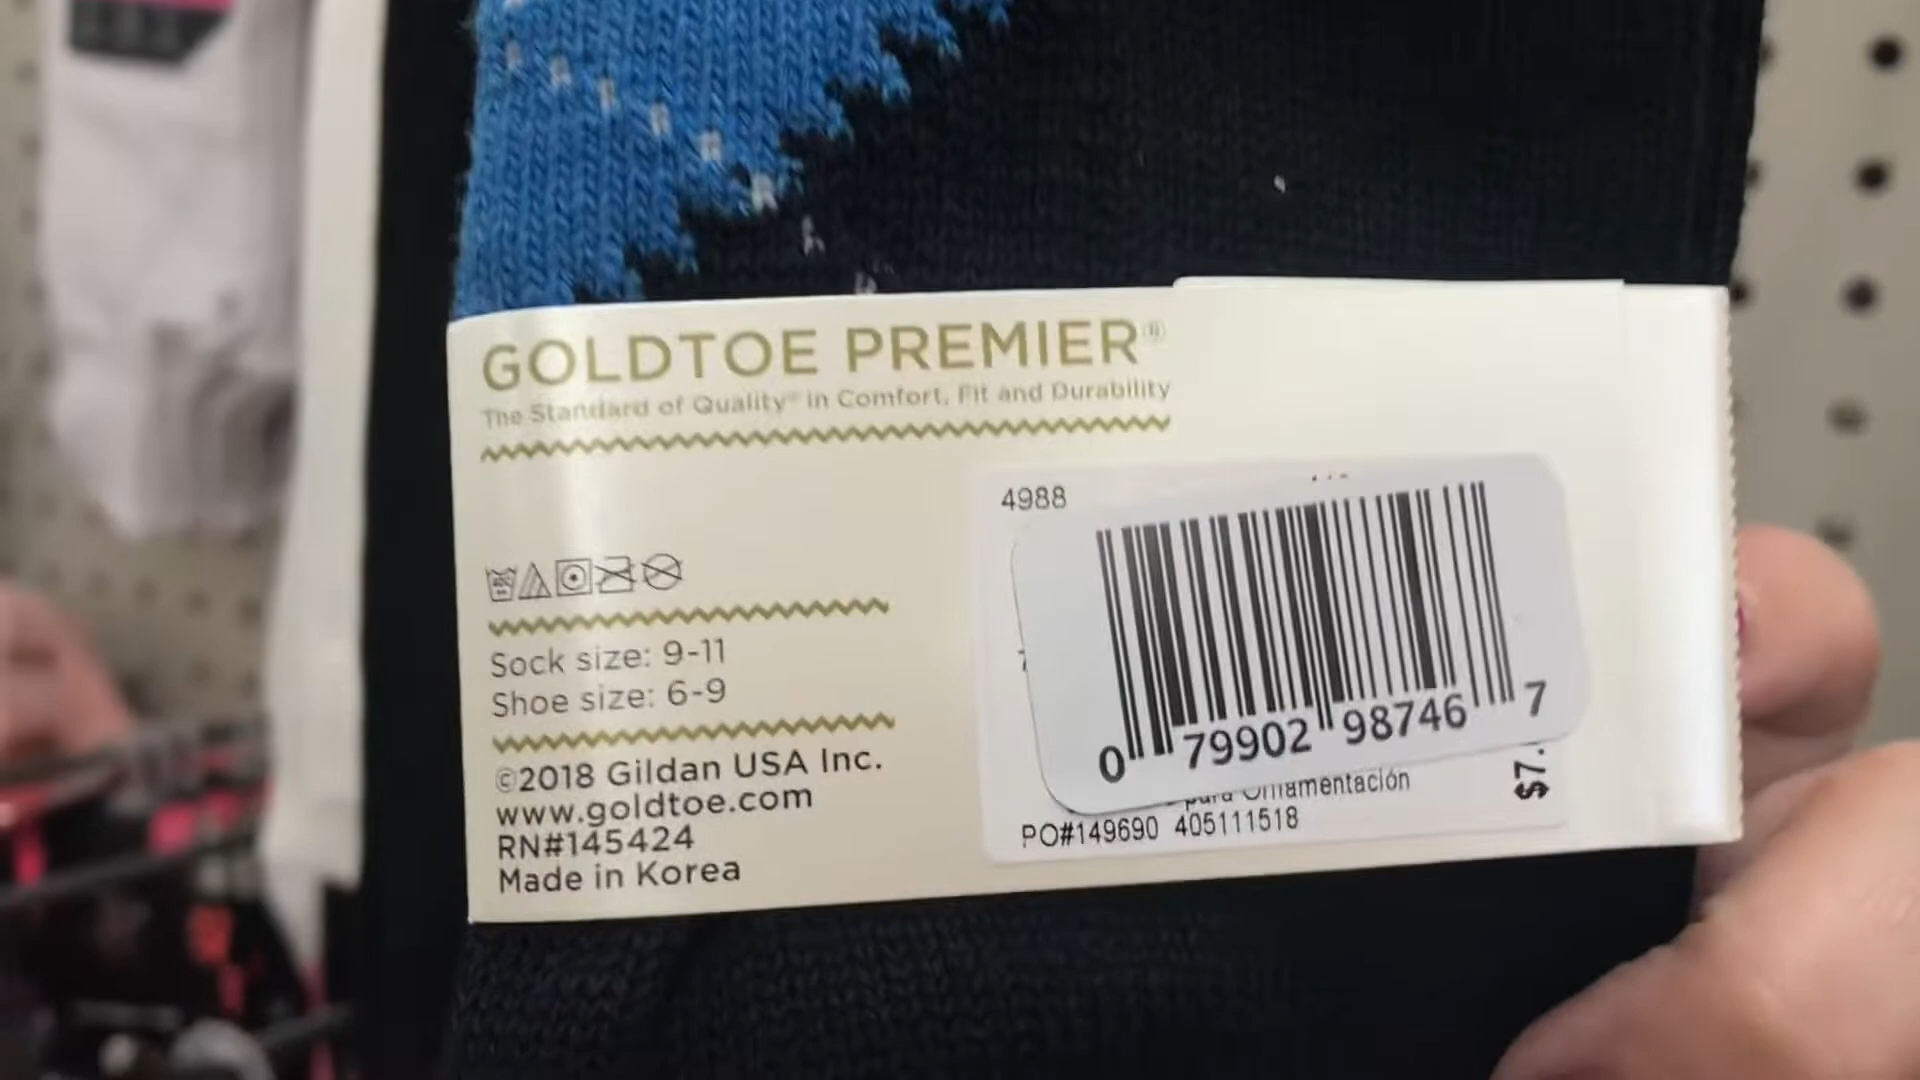 GOLDTOE PREMIER®
The Standard of Quality® in Comfort, Fit and Durability
Sock size: 9-11
Shoe size: 6-9
©2018 Gildan USA Inc.
www.goldtoe.com
RN#145424
Made in Korea
4988
0 79902 98746 7
para Ornamentación
PO#149690 405111518
$7.